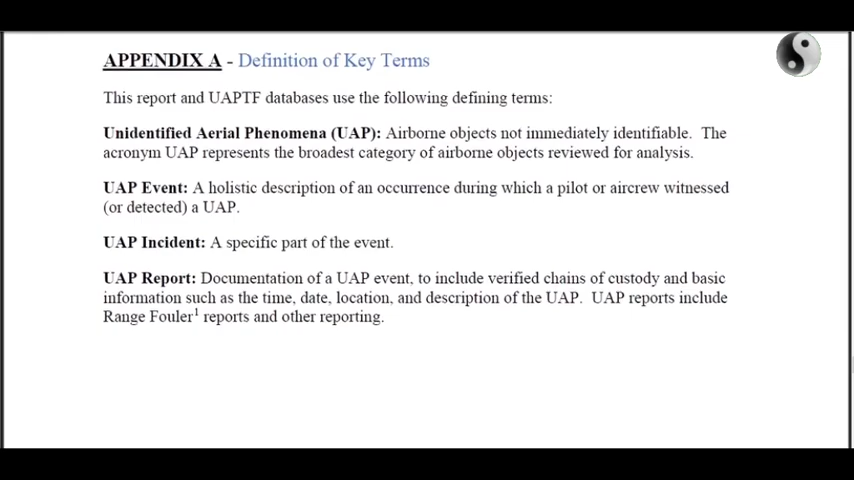 APPENDIX A - Definition of Key Terms
This report and UAPTF databases use the following defining terms:
Unidentified Aerial Phenomena (UAP): Airborne objects not immediately identifiable. The
acronym UAP represents the broadest category of airborne objects reviewed for analysis.
UAP Event: A holistic description of an occurrence during which a pilot or aircrew witnessed
(or detected) a UAP.
UAP Incident: A specific part of the event.
UAP Report: Documentation of a UAP event, to include verified chains of custody and basic
information such as the time, date, location, and description of the UAP. UAP reports include
Range Fouler¹ reports and other reporting.